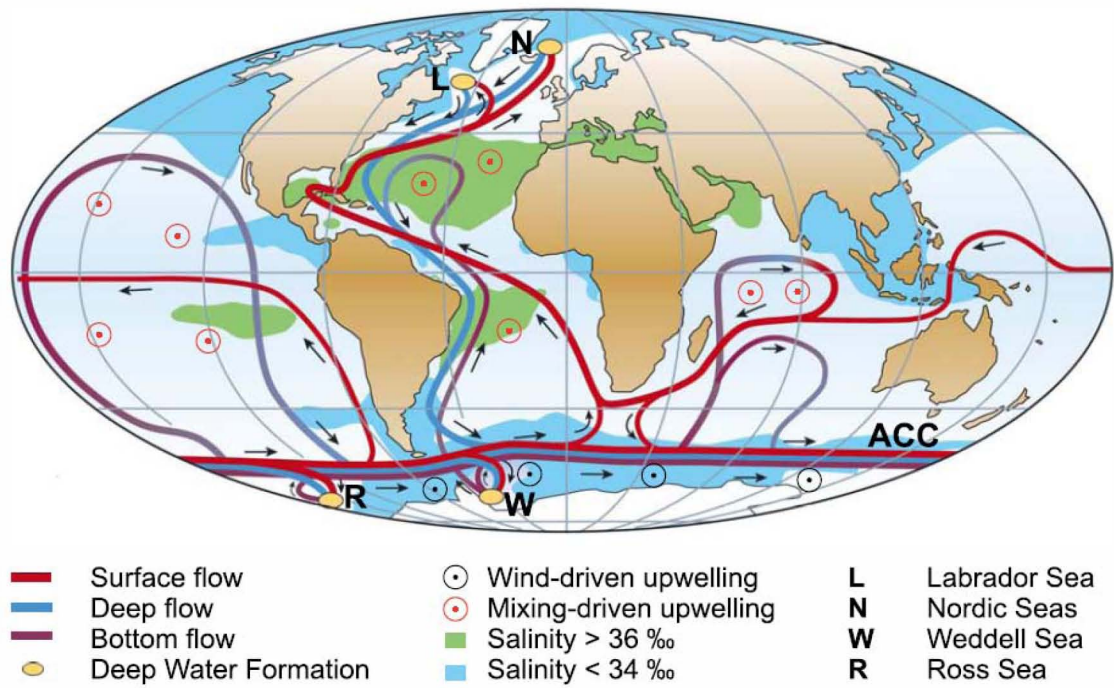 N
L
ACC
R
W
Surface flow
Deep flow
Bottom flow
Deep Water Formation
Wind-driven upwelling
Mixing-driven upwelling
Salinity > 36 ‰
Salinity < 34 ‰
L Labrador Sea
N Nordic Seas
W Weddell Sea
R Ross Sea